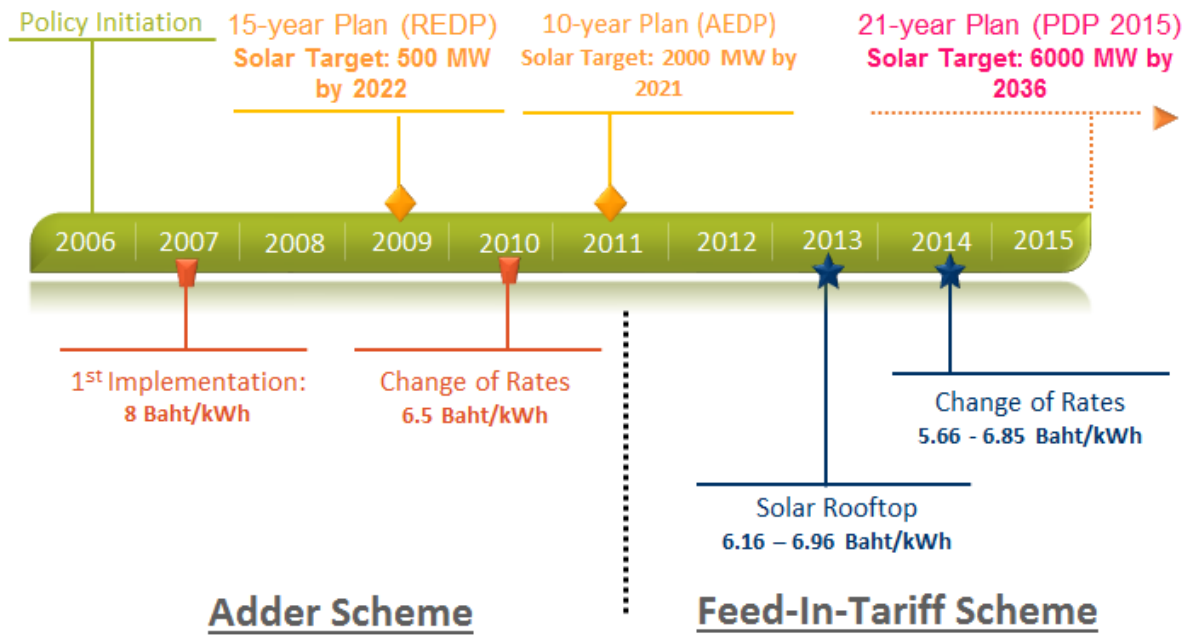 Policy Initiation
15-year Plan (REDP)
Solar Target: 500 MW
by 2022
10-year Plan (AEDP)
Solar Target: 2000 MW by
2021
21-year Plan (PDP 2015)
Solar Target: 6000 MW by
2036
2006 2007 2008 2009 2010 2011 2012 2013 2014 2015
1st Implementation:
8 Baht/kWh
Change of Rates
6.5 Baht/kWh
Change of Rates
5.66 - 6.85 Baht/kWh
Solar Rooftop
6.16 – 6.96 Baht/kWh
Adder Scheme
Feed-In-Tariff Scheme